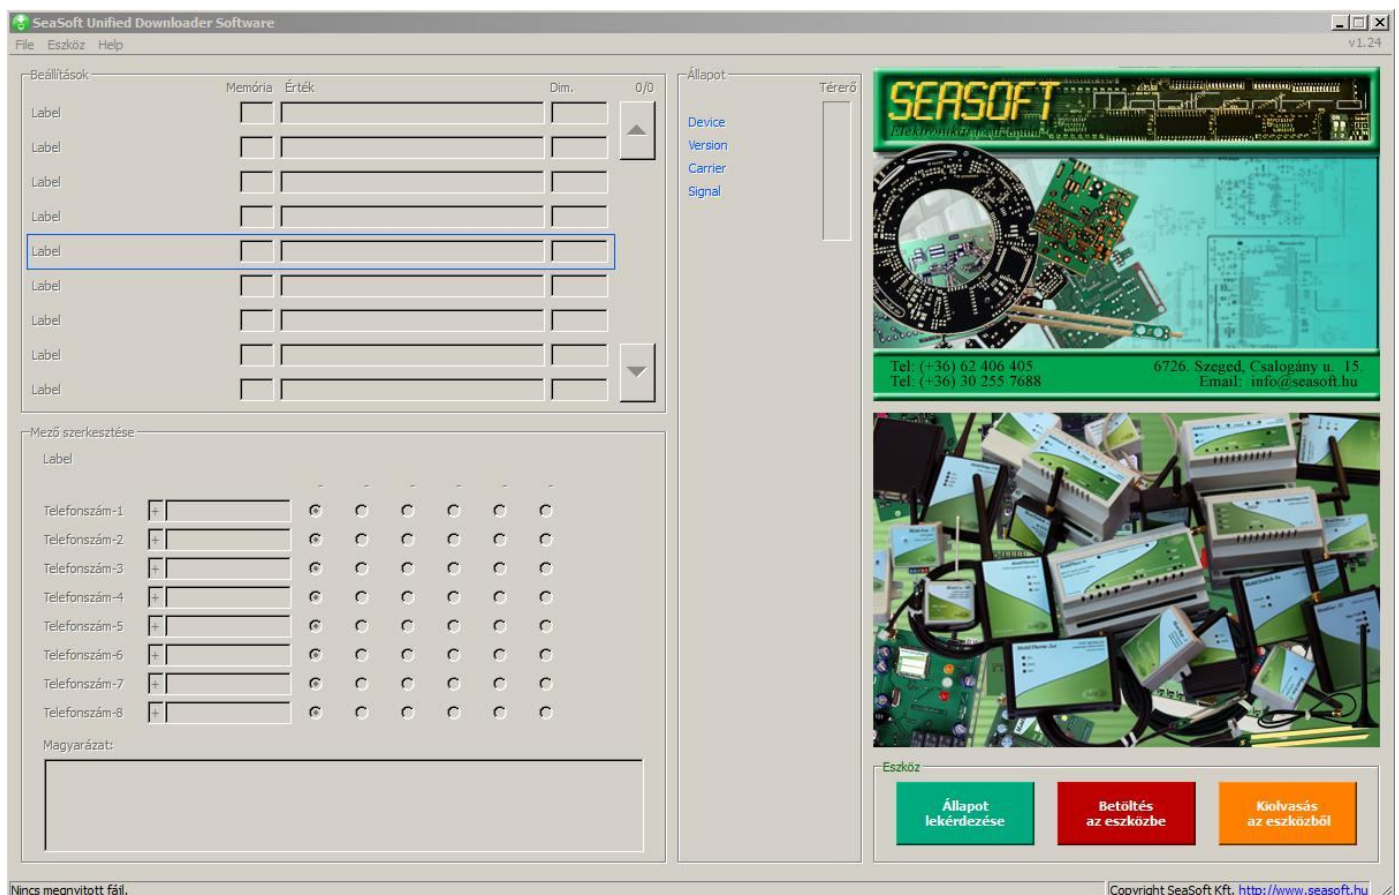 SeaSoft Unified Downloader Software
File Eszköz Help
v1.24
Beállítások
Memória Érték Dim. 0/0
Label
Label
Label
Label
Label
Label
Label
Label
Label
Mező szerkesztése
Label
- - - - - -
Telefonszám-1 +
Telefonszám-2 +
Telefonszám-3 +
Telefonszám-4 +
Telefonszám-5 +
Telefonszám-6 +
Telefonszám-7 +
Telefonszám-8 +
Magyarázat:
Állapot
Térerő
Device
Version
Carrier
Signal
SEASOFT
Tel: (+36) 62 406 405 6726. Szeged, Csalogány u. 15.
Tel: (+36) 30 255 7688 Email: info@seasoft.hu
Eszköz
Állapot
lekérdezése
Betöltés
az eszközbe
Kiolvasás
az eszközből
Nincs megnyitott fájl.
Copyright SeaSoft Kft. http://www.seasoft.hu